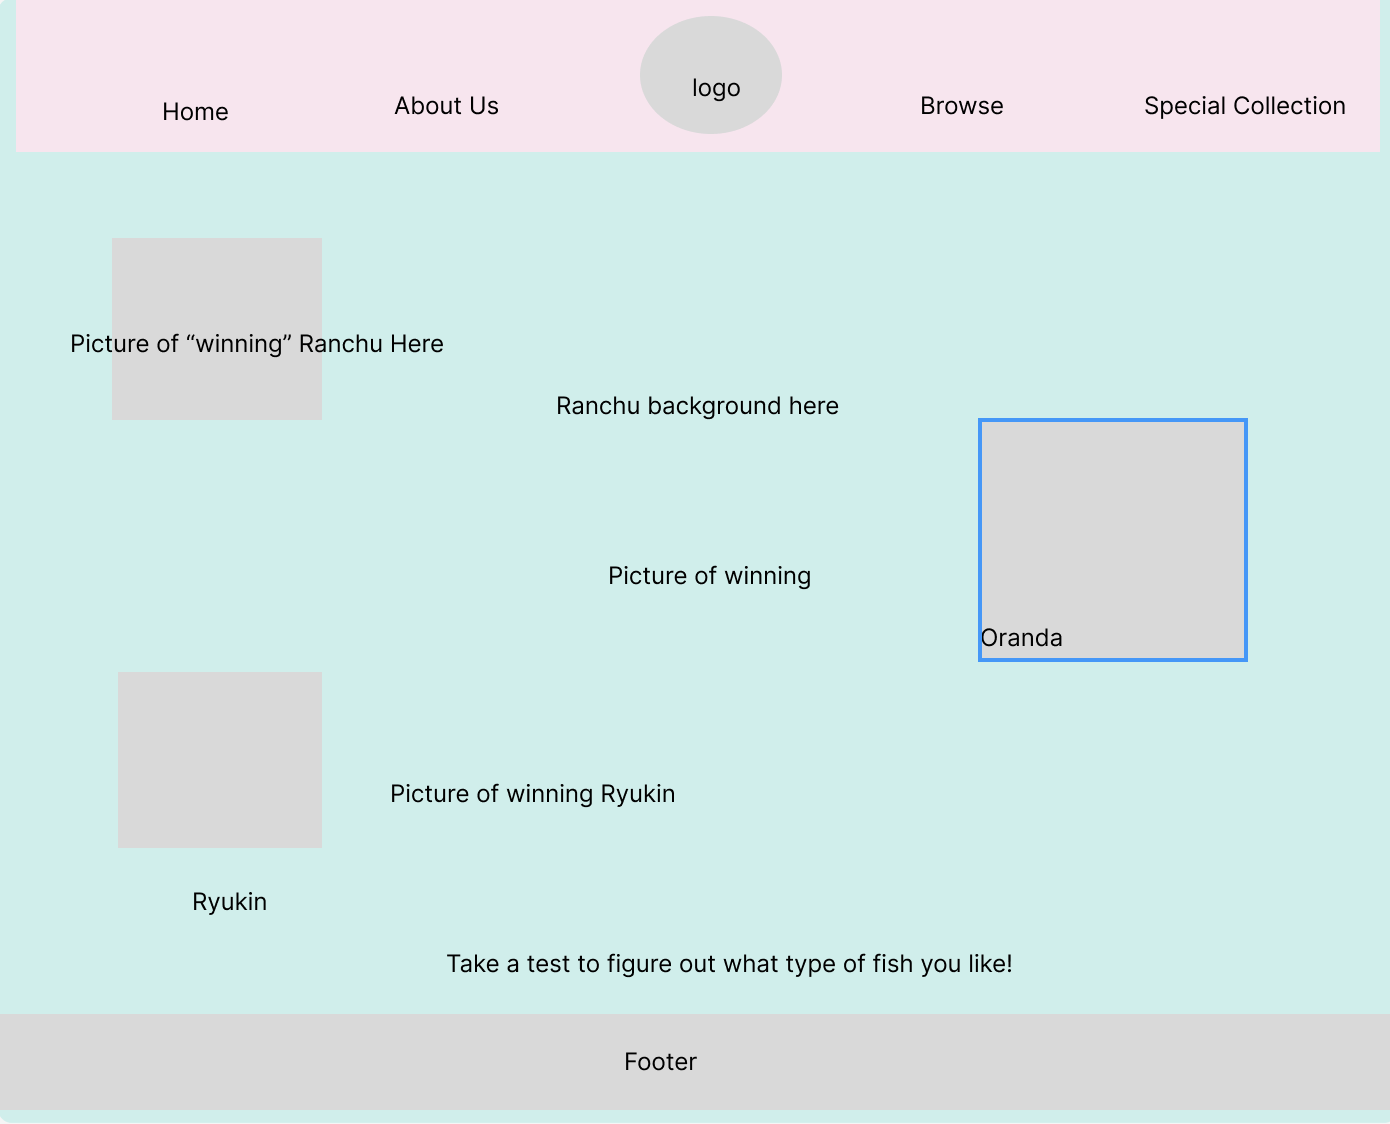 Home
About Us
logo
Browse
Special Collection
Picture of “winning” Ranchu Here
Ranchu background here
Picture of winning
Oranda
Picture of winning Ryukin
Ryukin
Take a test to figure out what type of fish you like!
Footer